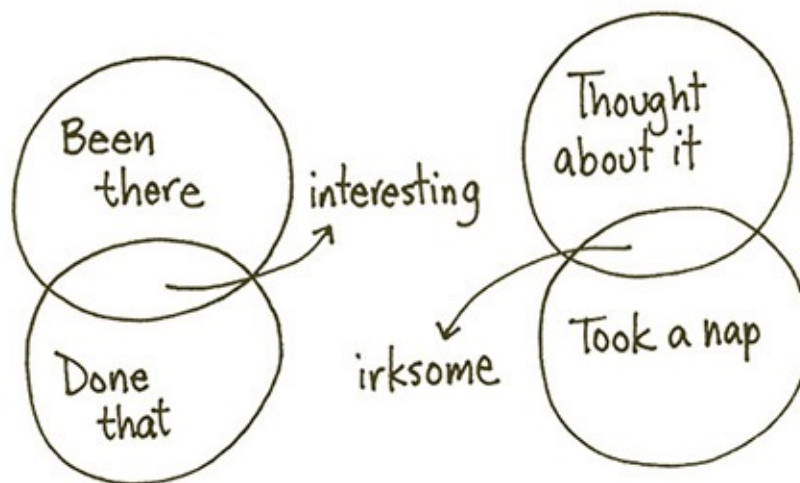 Been
there
Done
that
interesting
Thought
about it
Took a nap
irksome